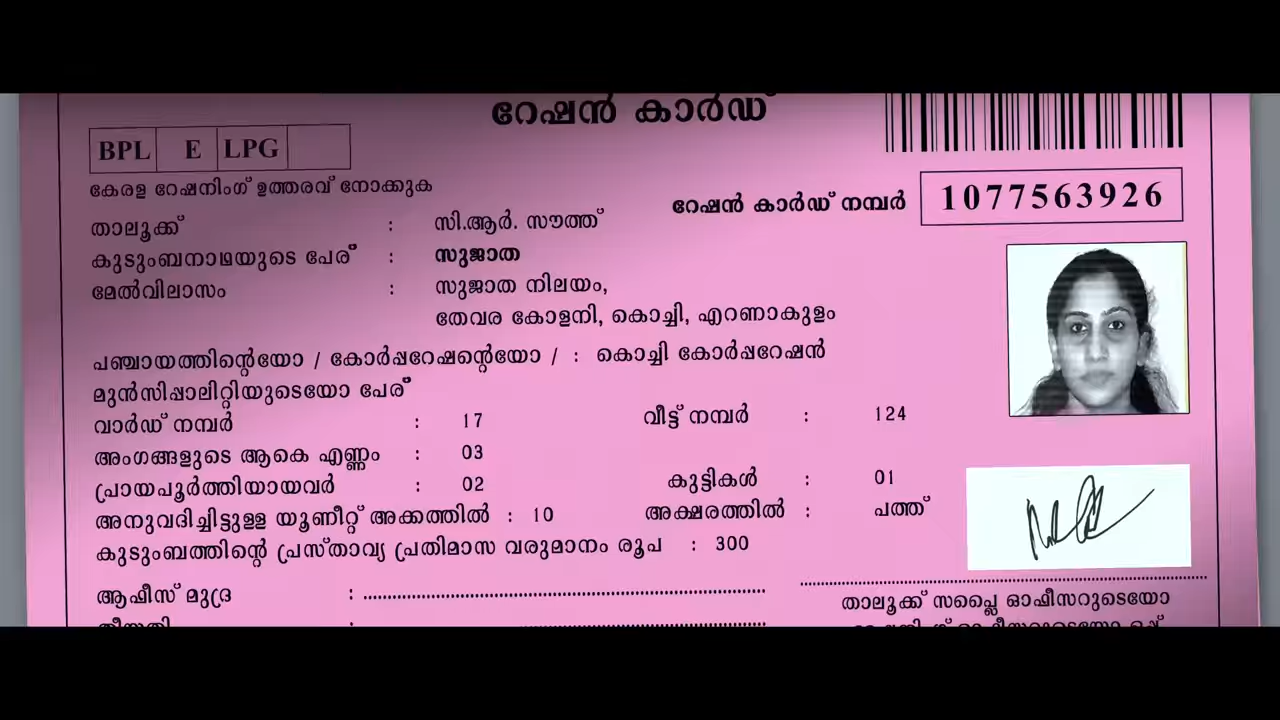 റേഷൻ കാർഡ്
BPL E LPG
കേരള റേഷനിംഗ് ഉത്തരവ് നോക്കുക
റേഷൻ കാർഡ് നമ്പർ 1077563926
താലൂക്ക് : സി.ആർ. സൗത്ത്
കുടുംബനാഥയുടെ പേര് : സുജാത
മേൽവിലാസം : സുജാത നിലയം,
തേവര കോളനി, കൊച്ചി, എറണാകുളം
പഞ്ചായത്തിന്റെയോ / കോർപ്പറേഷന്റെയോ / : കൊച്ചി കോർപ്പറേഷൻ
മുൻസിപ്പാലിറ്റിയുടെയോ പേര്
വാർഡ് നമ്പർ : 17 വീട്ട് നമ്പർ : 124
അംഗങ്ങളുടെ ആകെ എണ്ണം : 03
പ്രായപൂർത്തിയായവർ : 02 കുട്ടികൾ : 01
അനുവദിച്ചിട്ടുള്ള യൂണീറ്റ് അക്കത്തിൽ : 10 അക്ഷരത്തിൽ : പത്ത്
കുടുംബത്തിന്റെ പ്രസ്താവ്യ പ്രതിമാസ വരുമാനം രൂപ : 300
ആഫീസ് മുദ്ര :
താലൂക്ക് സപ്ലൈ ഓഫീസറുടെയോ